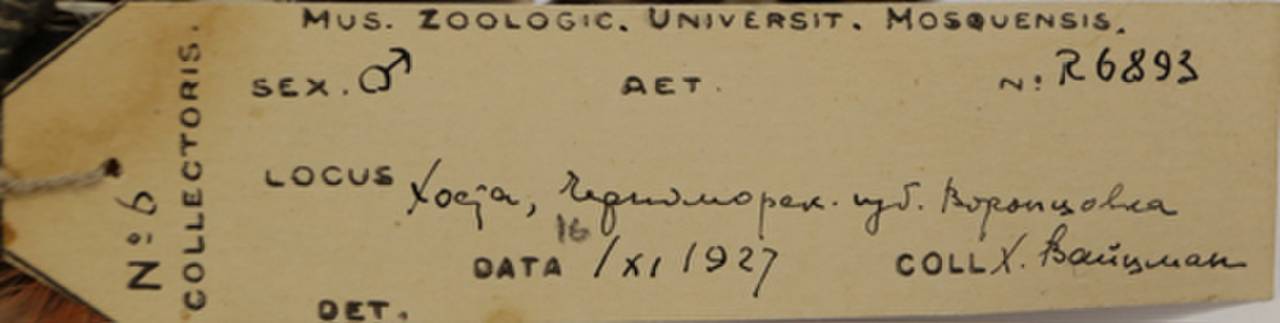 MUS. ZOOLOGIC. UNIVERSIT. MOSQUENSIS.
SEX. ♂ AET. N: R6893
LOCUS Хоста, Черноморск. губ. Воронцовка
DATA 16/XI 1927 COLL Х. Вайцман
DET.
No: 6
COLLECTORIS.